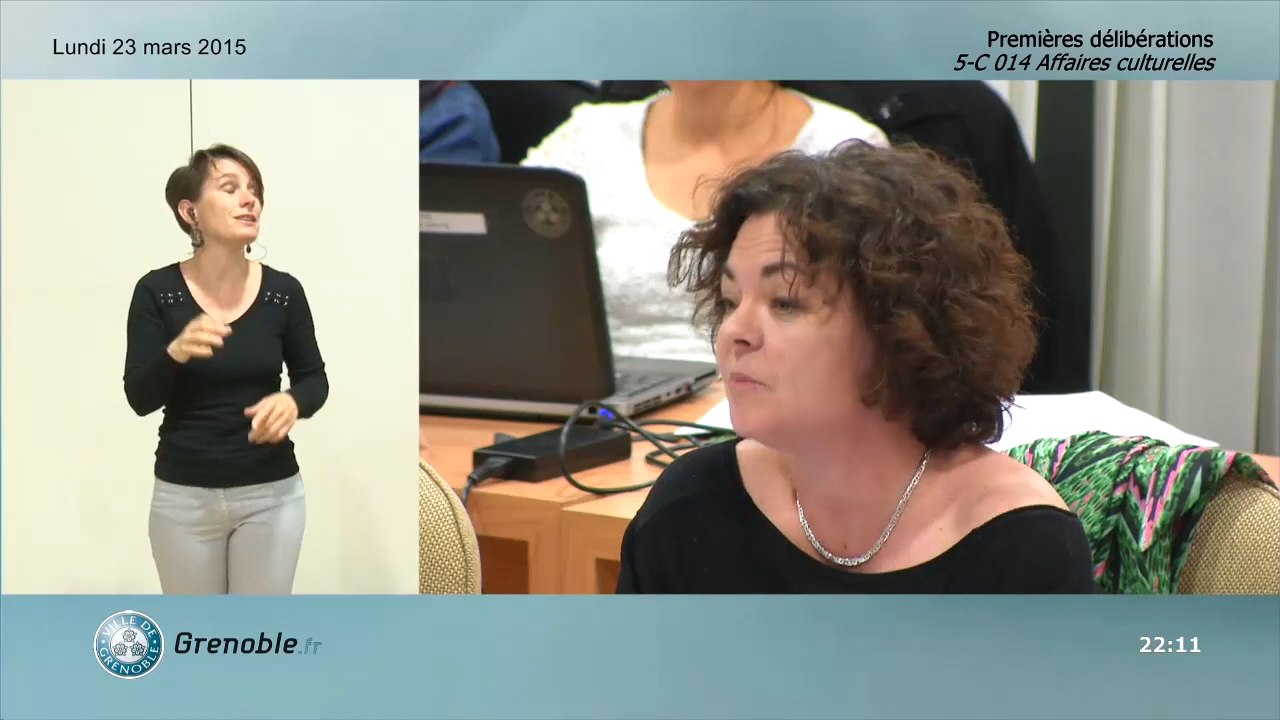 Lundi 23 mars 2015
Premières délibérations
5-C 014 Affaires culturelles
VILLE DE GRENOBLE
Grenoble.fr
22:11